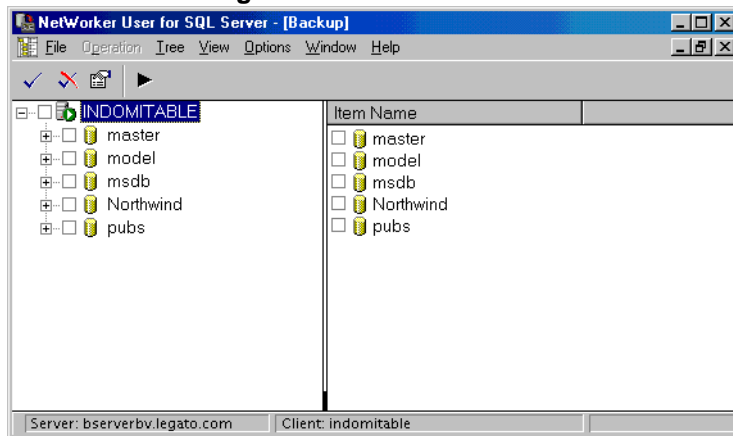 NetWorker User for SQL Server - [Backup]
File Operation Tree View Options Window Help
INDOMITABLE
master
model
msdb
Northwind
pubs
Item Name
master
model
msdb
Northwind
pubs
Server: bserverbv.legato.com Client: indomitable